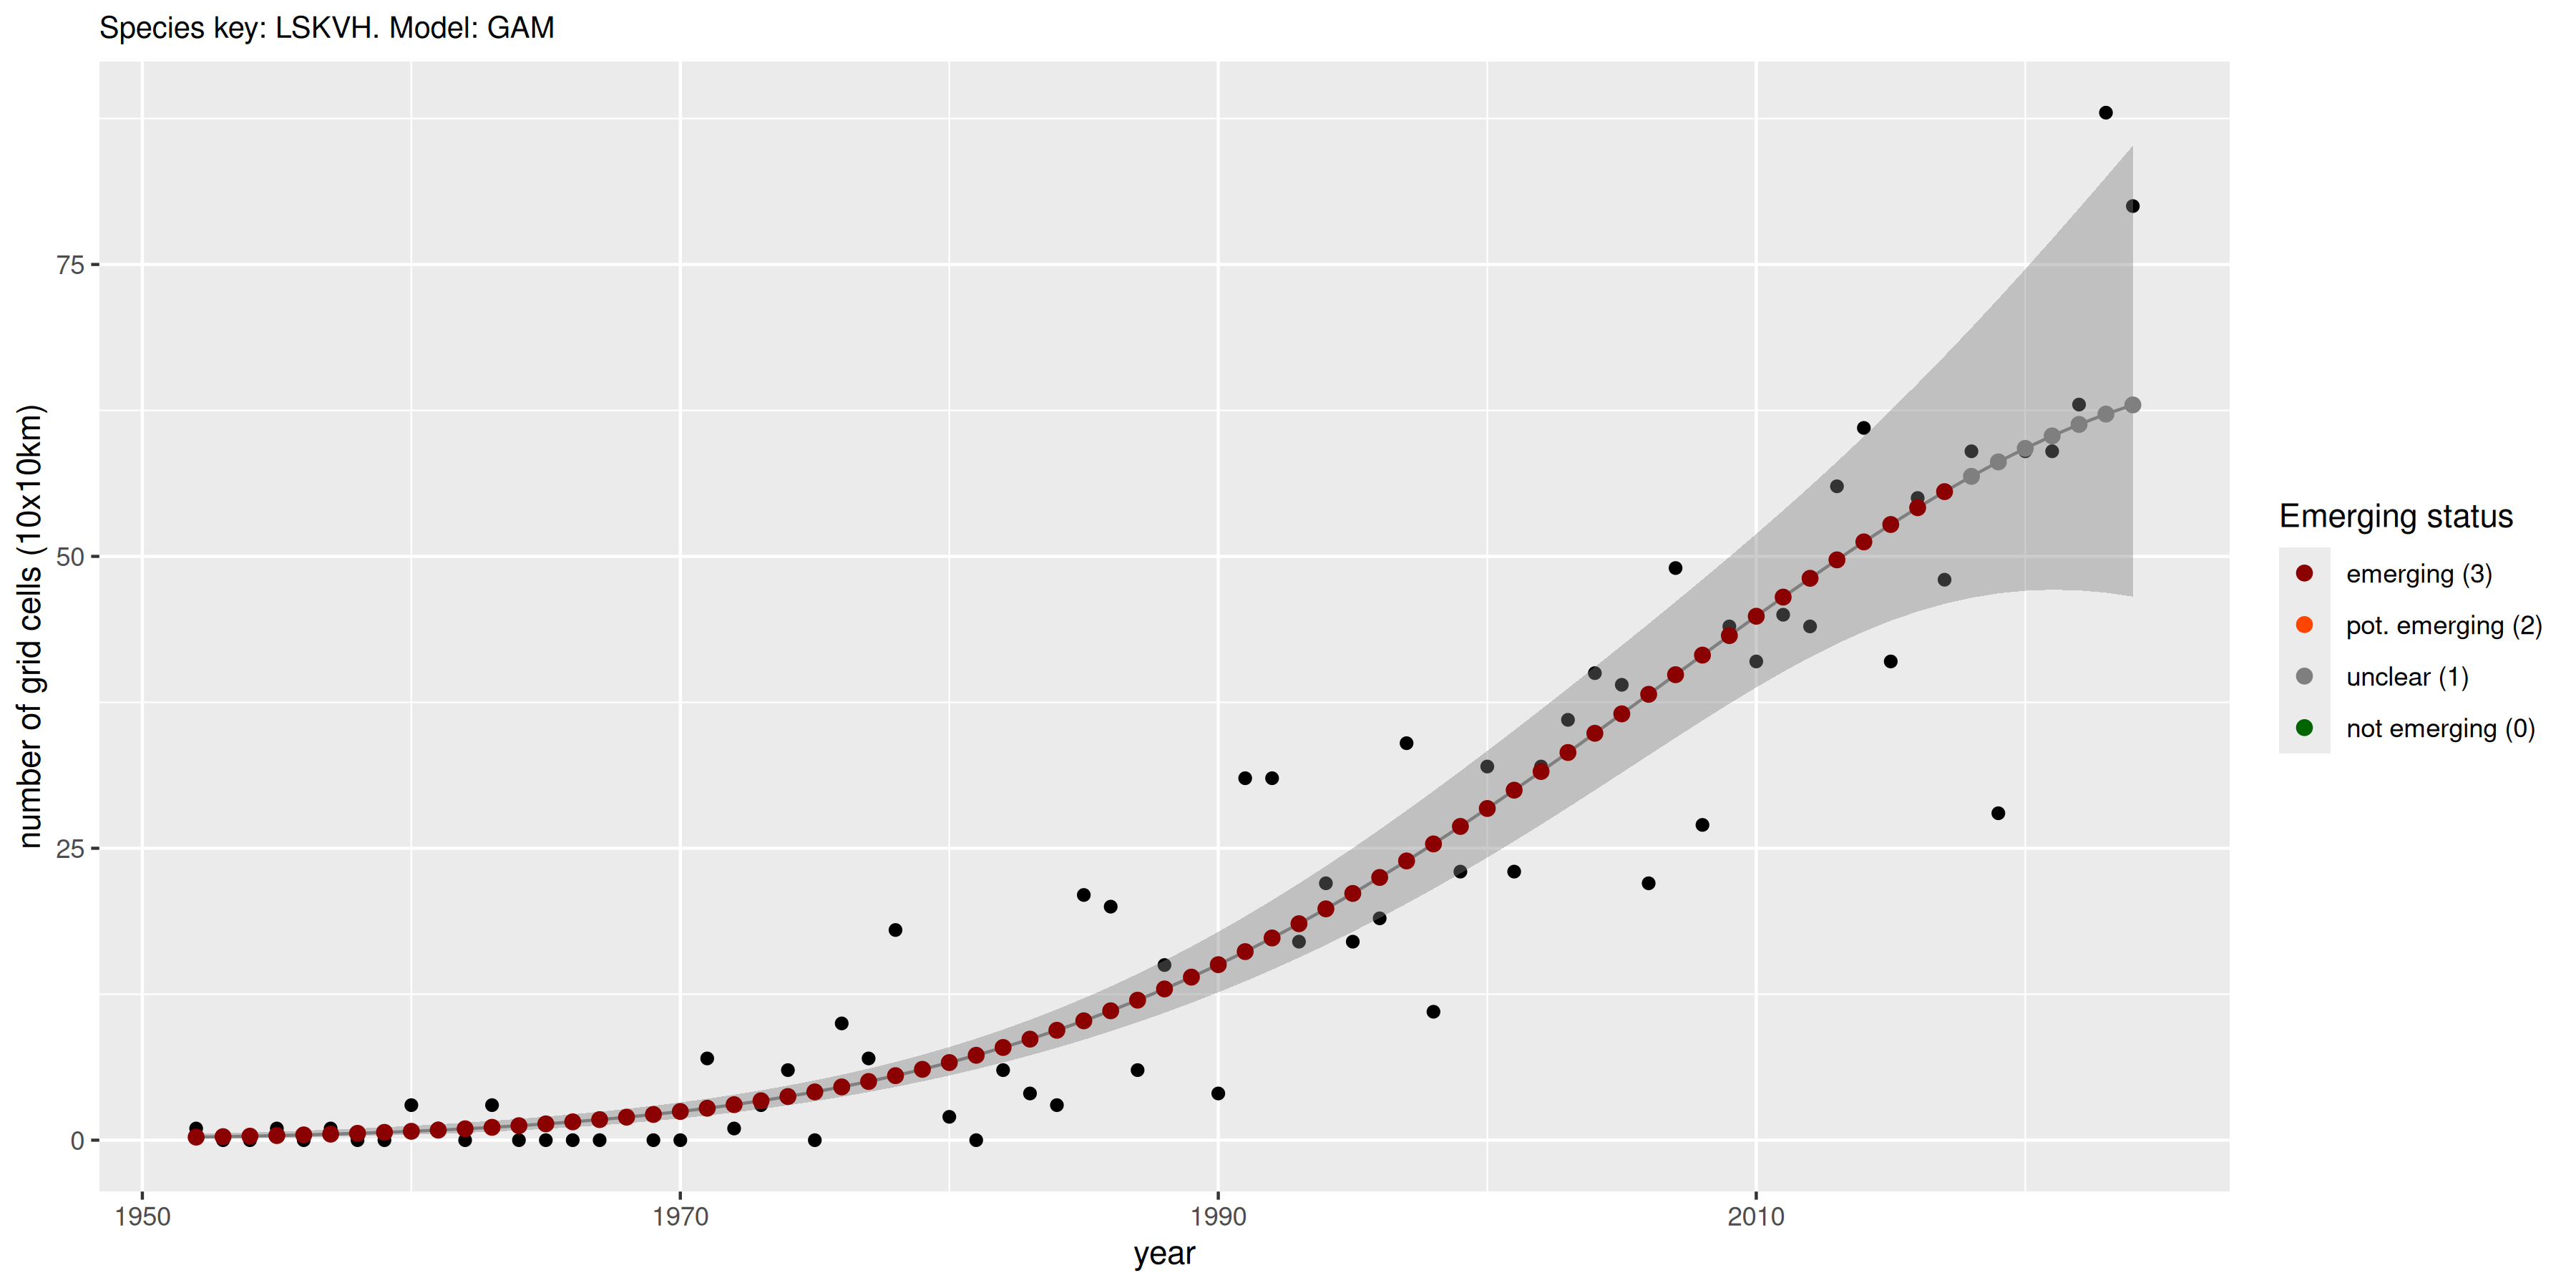 Species key: LSKVH. Model: GAM
number of grid cells (10x10km)
75
50
25
0
1950
1970
1990
2010
year
Emerging status
emerging (3)
pot. emerging (2)
unclear (1)
not emerging (0)